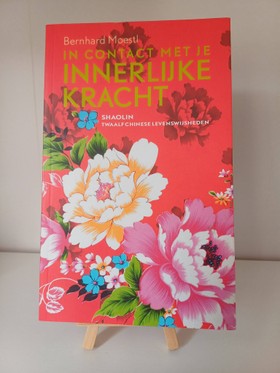 Bernhard Moestl
IN CONTACT MET JE
INNERLIJKE
KRACHT
SHAOLIN
TWAALF CHINESE LEVENSWIJSHEDEN